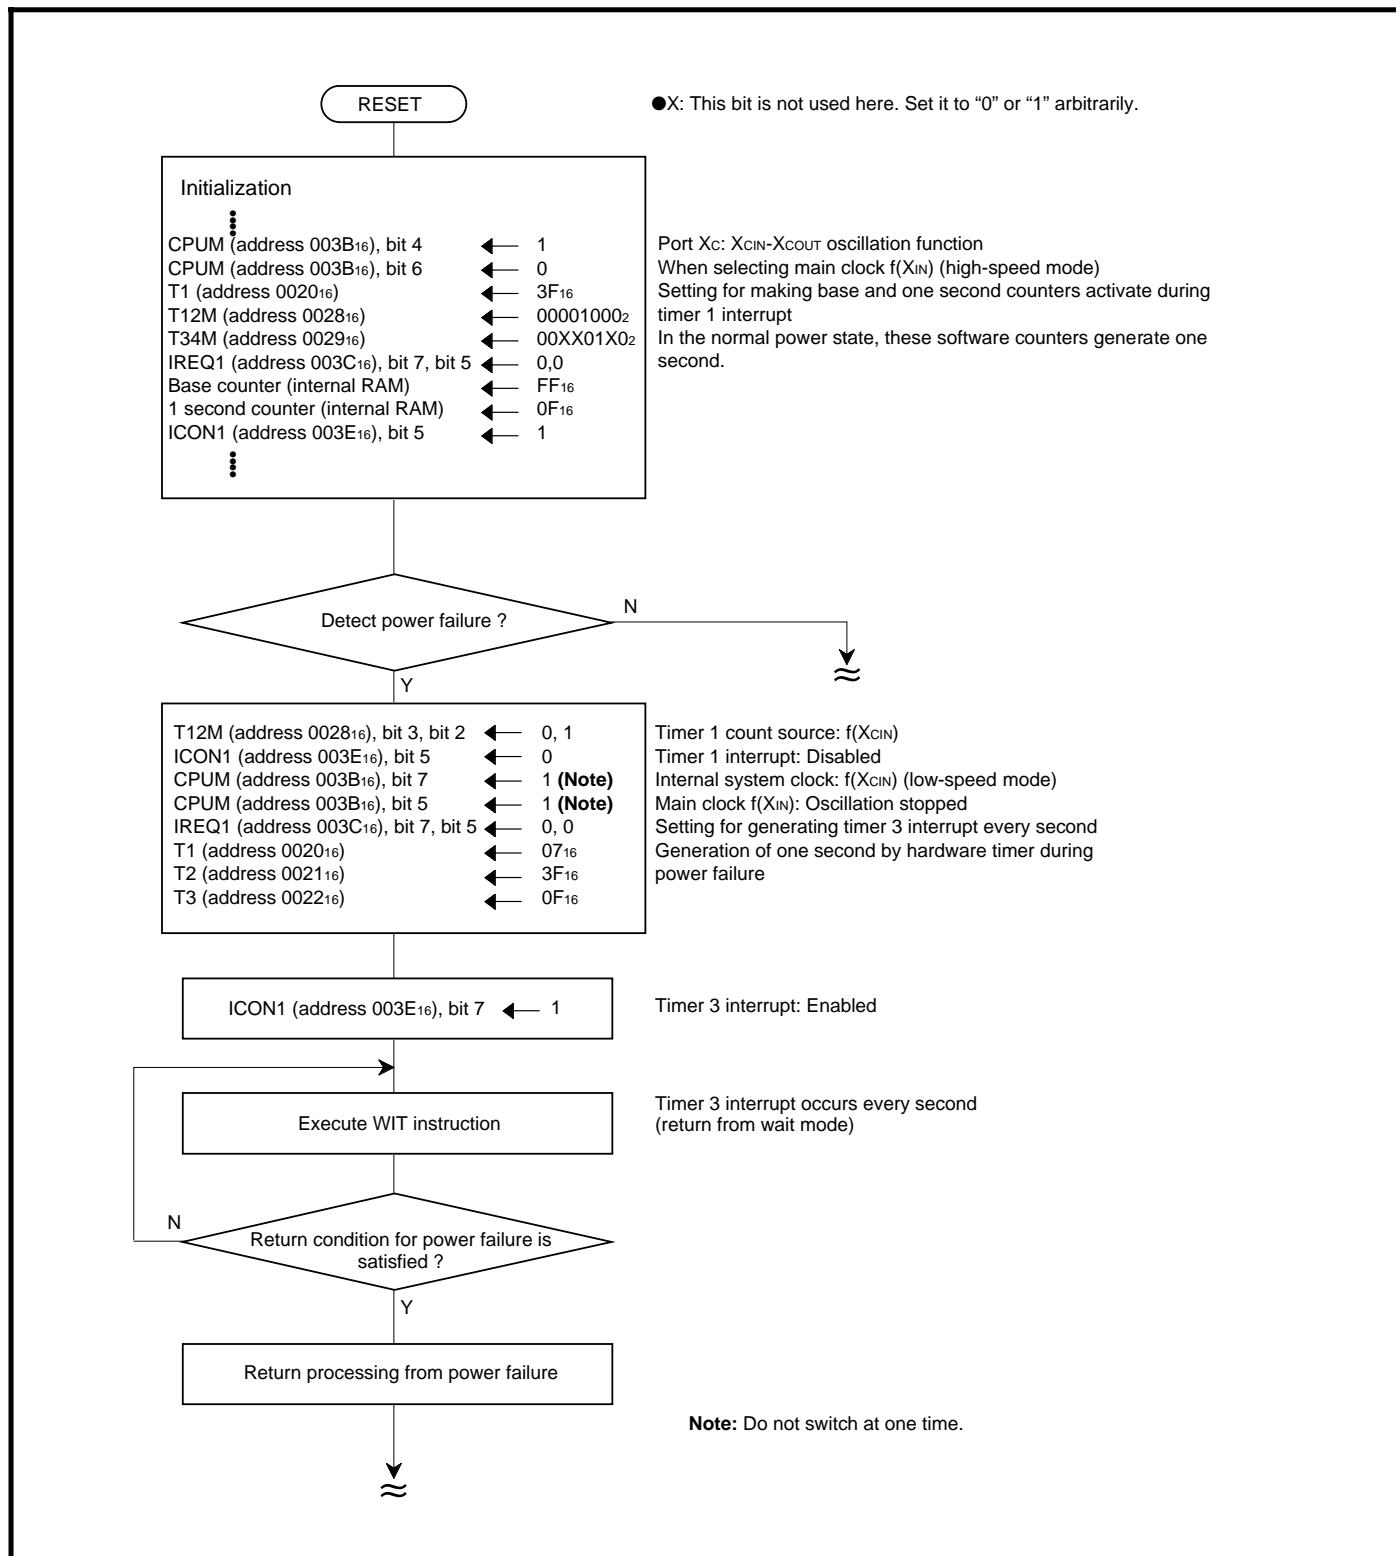 RESET
●X: This bit is not used here. Set it to “0” or “1” arbitrarily.
Initialization
CPUM (address 003B16), bit 4 ← 1 Port XC: XCIN-XCOUT oscillation function
CPUM (address 003B16), bit 6 ← 0 When selecting main clock f(XIN) (high-speed mode)
T1 (address 002016) ← 3F16 Setting for making base and one second counters activate during
T12M (address 002816) ← 000010002 timer 1 interrupt
T34M (address 002916) ← 00XX01X02 In the normal power state, these software counters generate one
IREQ1 (address 003C16), bit 7, bit 5 ← 0,0 second.
Base counter (internal RAM) ← FF16
1 second counter (internal RAM) ← 0F16
ICON1 (address 003E16), bit 5 ← 1
Detect power failure ?
N
Y
T12M (address 002816), bit 3, bit 2 ← 0, 1 Timer 1 count source: f(XCIN)
ICON1 (address 003E16), bit 5 ← 0 Timer 1 interrupt: Disabled
CPUM (address 003B16), bit 7 ← 1 (Note) Internal system clock: f(XCIN) (low-speed mode)
CPUM (address 003B16), bit 5 ← 1 (Note) Main clock f(XIN): Oscillation stopped
IREQ1 (address 003C16), bit 7, bit 5 ← 0, 0 Setting for generating timer 3 interrupt every second
T1 (address 002016) ← 0716 Generation of one second by hardware timer during
T2 (address 002116) ← 3F16 power failure
T3 (address 002216) ← 0F16
ICON1 (address 003E16), bit 7 ← 1 Timer 3 interrupt: Enabled
Execute WIT instruction
Timer 3 interrupt occurs every second
(return from wait mode)
N
Return condition for power failure is
satisfied ?
Y
Return processing from power failure
Note: Do not switch at one time.